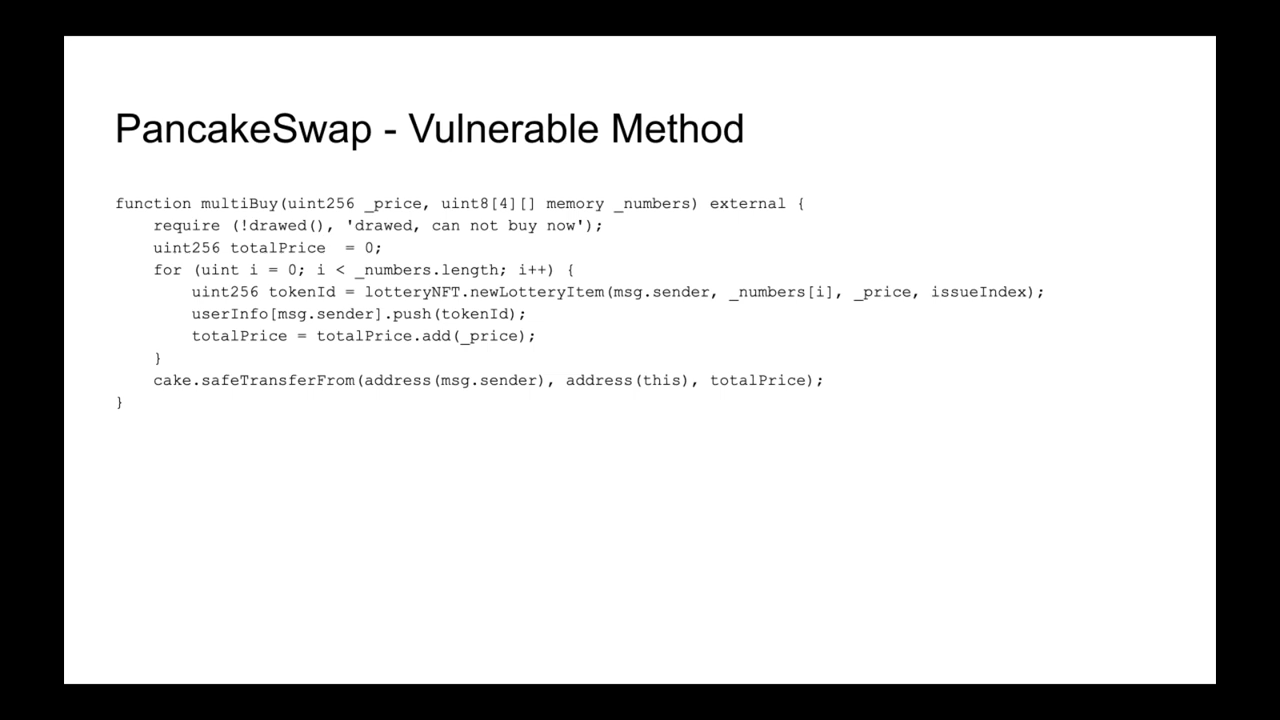 PancakeSwap - Vulnerable Method
function multiBuy(uint256 _price, uint8[4][] memory _numbers) external {
    require (!drawed(), 'drawed, can not buy now');
    uint256 totalPrice  = 0;
    for (uint i = 0; i < _numbers.length; i++) {
        uint256 tokenId = lotteryNFT.newLotteryItem(msg.sender, _numbers[i], _price, issueIndex);
        userInfo[msg.sender].push(tokenId);
        totalPrice = totalPrice.add(_price);
    }
    cake.safeTransferFrom(address(msg.sender), address(this), totalPrice);
}